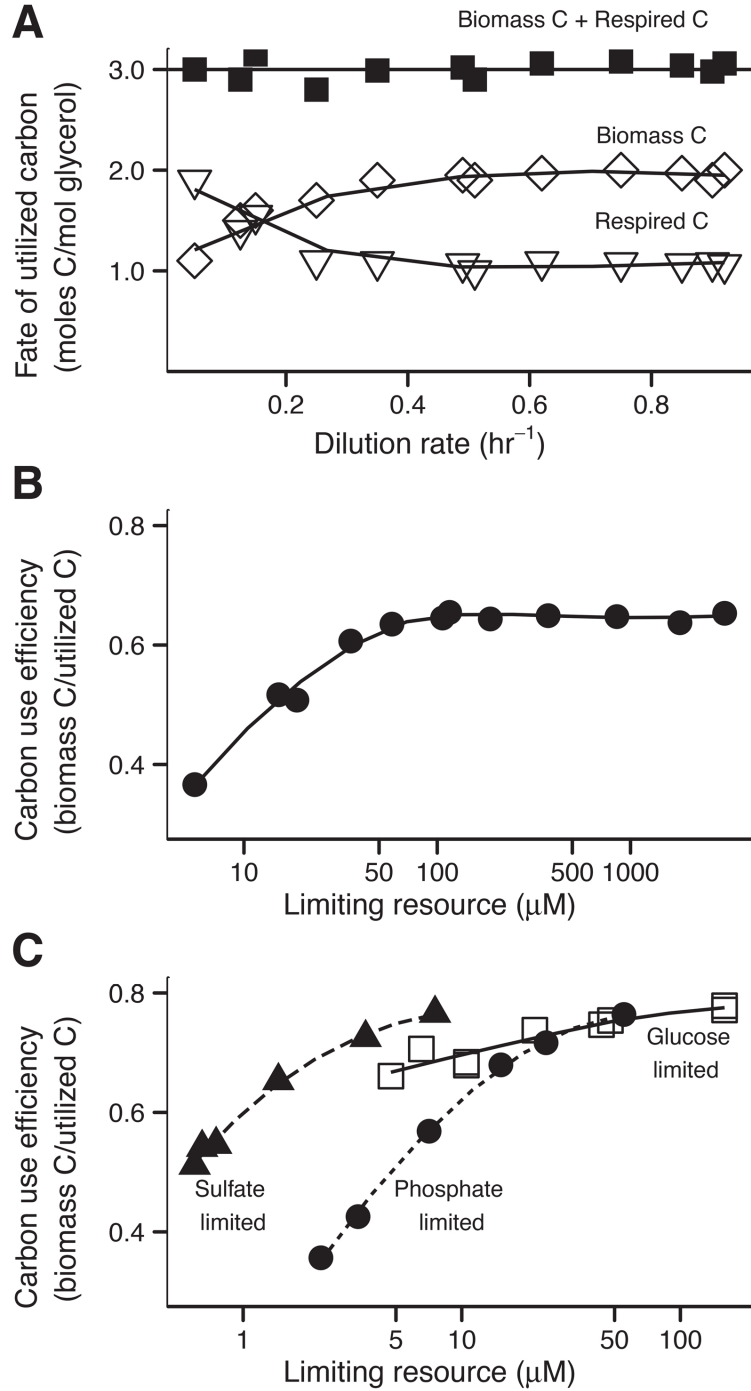 A
Biomass C + Respired C
Fate of utilized carbon
(moles C/mol glycerol)
3.0
2.0
1.0
Biomass C
Respired C
0.2 0.4 0.6 0.8
Dilution rate (hr⁻¹)
B
Carbon use efficiency
(biomass C/utilized C)
0.8
0.6
0.4
10 50 100 500 1000
Limiting resource (μM)
C
Carbon use efficiency
(biomass C/utilized C)
0.8
0.6
0.4
Glucose
limited
Sulfate
limited
Phosphate
limited
1 5 10 50 100
Limiting resource (μM)